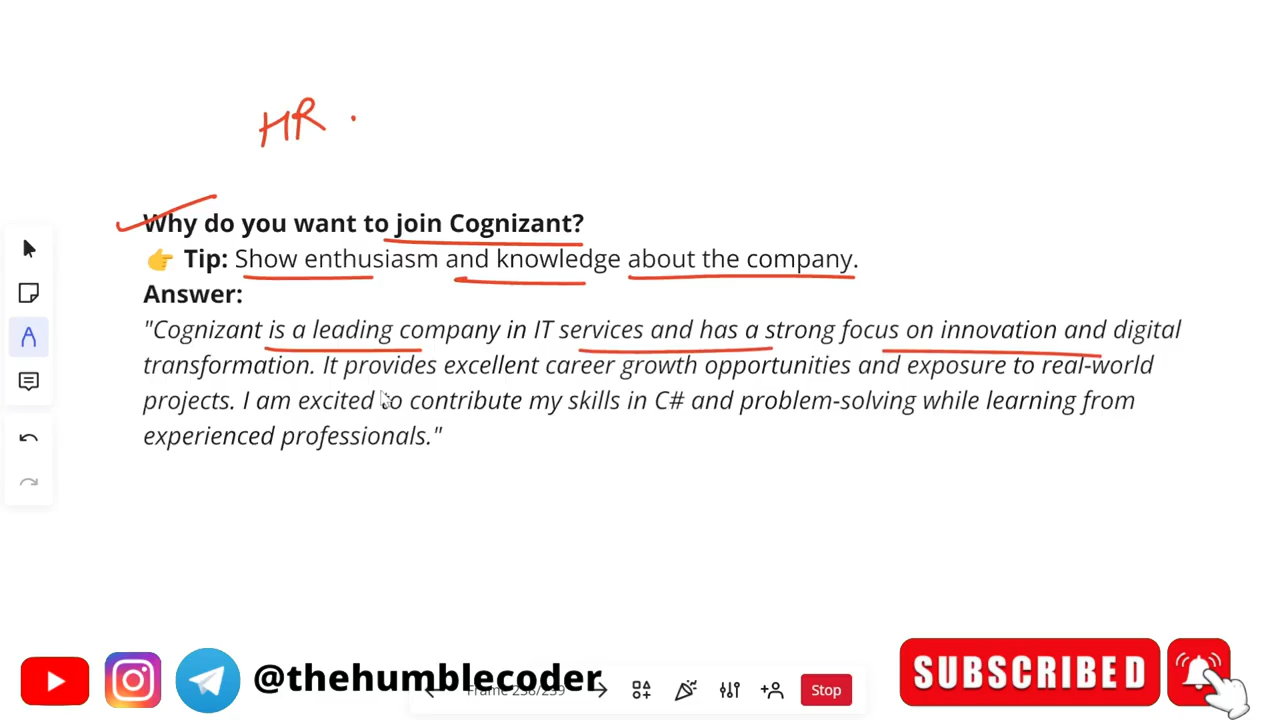 HR .
Why do you want to join Cognizant?
👉 Tip: Show enthusiasm and knowledge about the company.
Answer:
"Cognizant is a leading company in IT services and has a strong focus on innovation and digital
transformation. It provides excellent career growth opportunities and exposure to real-world
projects. I am excited to contribute my skills in C# and problem-solving while learning from
experienced professionals."
@thehumblecoder
Stop
SUBSCRIBED